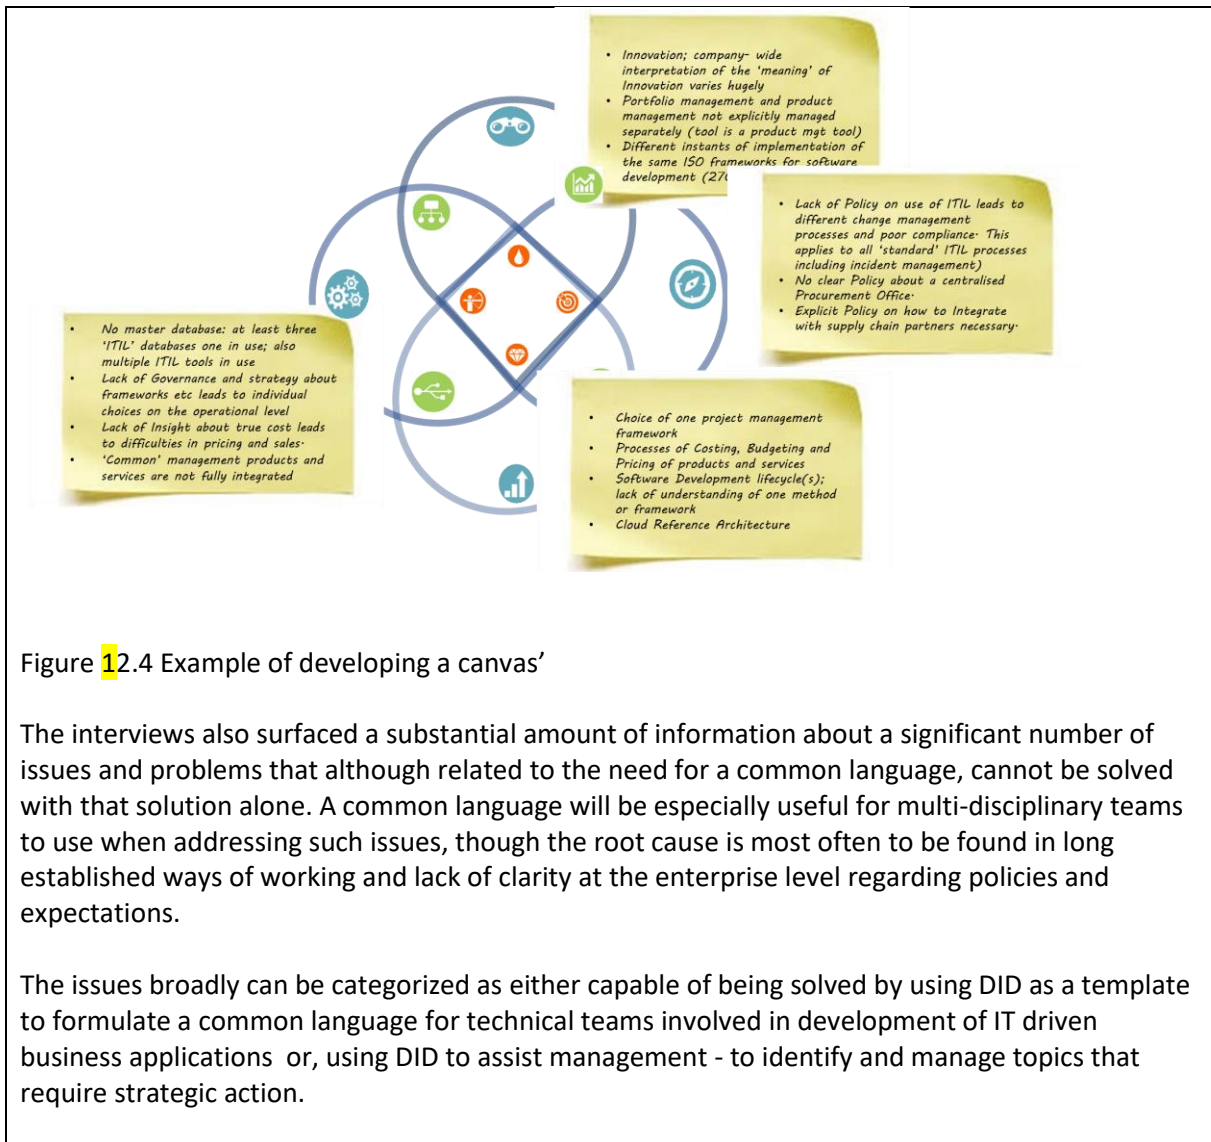 • Innovation; company- wide
interpretation of the ‘meaning’ of
Innovation varies hugely
• Portfolio management and product
management not explicitly managed
separately (tool is a product mgt tool)
• Different instants of implementation of
the same ISO frameworks for software
development
• Lack of Policy on use of ITIL leads to
different change management
processes and poor compliance· This
applies to all ‘standard’ ITIL processes
including incident management)
• No clear Policy about a centralised
Procurement Office·
• Explicit Policy on how to Integrate
with supply chain partners necessary·
• No master database: at least three
‘ITIL’ databases one in use; also
multiple ITIL tools in use
• Lack of Governance and strategy about
frameworks etc leads to individual
choices on the operational level
• Lack of Insight about true cost leads
to difficulties in pricing and sales·
• ‘Common’ management products and
services are not fully integrated
• Choice of one project management
framework
• Processes of Costing, Budgeting and
Pricing of products and services
• Software Development lifecycle(s);
lack of understanding of one method
or framework
• Cloud Reference Architecture
Figure 12.4 Example of developing a canvas’
The interviews also surfaced a substantial amount of information about a significant number of
issues and problems that although related to the need for a common language, cannot be solved
with that solution alone. A common language will be especially useful for multi-disciplinary teams
to use when addressing such issues, though the root cause is most often to be found in long
established ways of working and lack of clarity at the enterprise level regarding policies and
expectations.
The issues broadly can be categorized as either capable of being solved by using DID as a template
to formulate a common language for technical teams involved in development of IT driven
business applications  or, using DID to assist management - to identify and manage topics that
require strategic action.